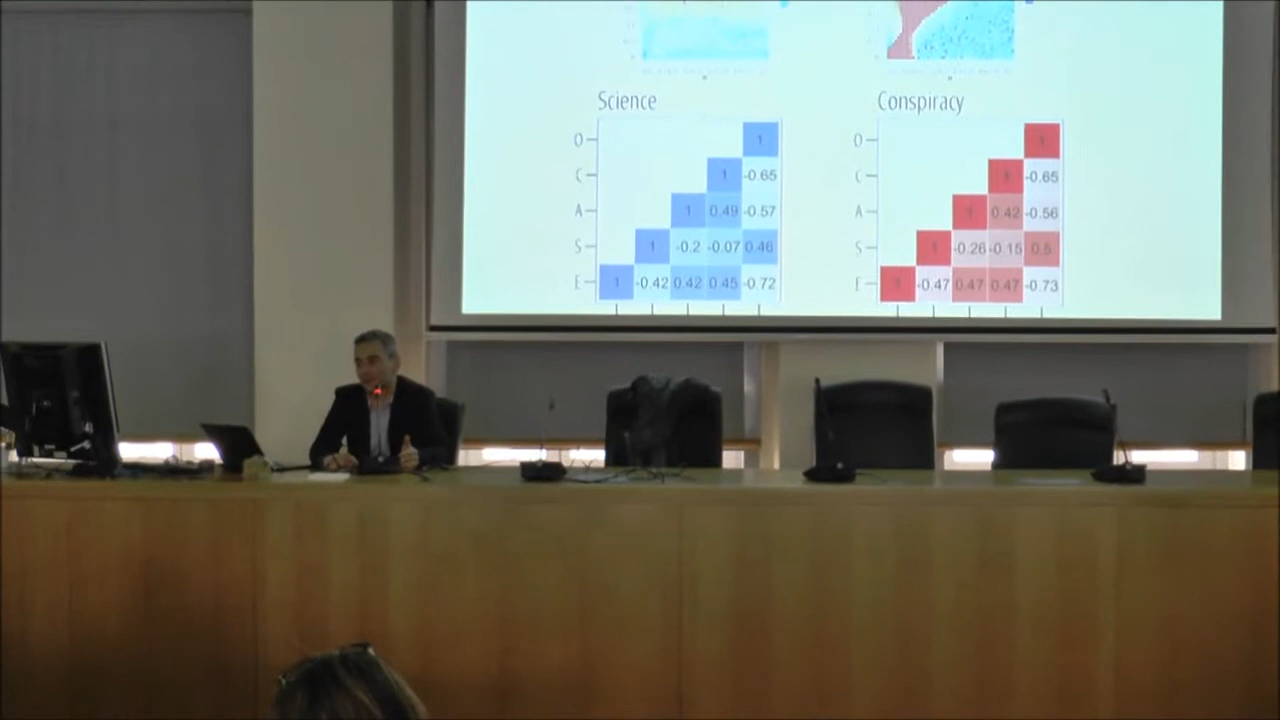 Science Conspiracy
O 1 O 1
C 1 -0.65 C -0.65
A 1 0.49 -0.57 A 1 0.42 -0.56
S 1 -0.2 -0.07 0.46 S 1 -0.26 -0.15 0.5
E 1 -0.42 0.42 0.45 -0.72 E -0.47 0.47 0.47 -0.73